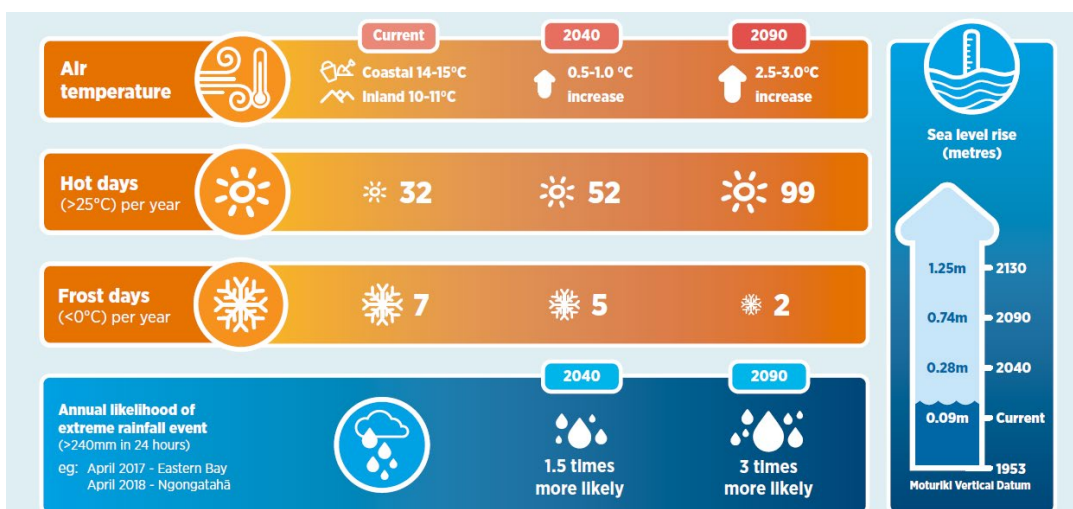 Current
2040
2090
Air
temperature
Coastal 14-15°C
Inland 10-11°C
0.5-1.0 °C
increase
2.5-3.0°C
increase
Hot days
(>25°C) per year
32
52
99
Frost days
(<0°C) per year
7
5
2
2040
2090
Annual likelihood of
extreme rainfall event
(>240mm in 24 hours)
eg: April 2017 - Eastern Bay
April 2018 - Ngongatahā
1.5 times
more likely
3 times
more likely
Sea level rise
(metres)
1.25m 2130
0.74m 2090
0.28m 2040
0.09m Current
1953
Moturiki Vertical Datum